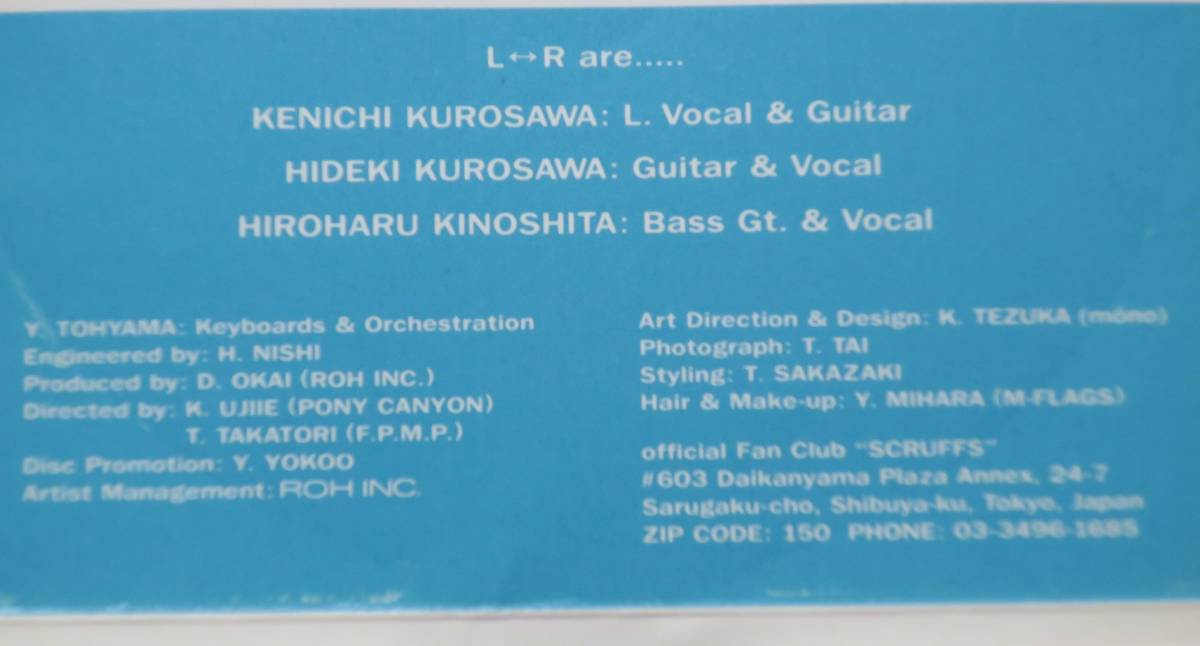 L↔R are.....
KENICHI KUROSAWA: L. Vocal & Guitar
HIDEKI KUROSAWA: Guitar & Vocal
HIROHARU KINOSHITA: Bass Gt. & Vocal
Y. TOHYAMA: Keyboards & Orchestration
Engineered by: H. NISHI
Produced by: D. OKAI (ROH INC.)
Directed by: K. UJIIE (PONY CANYON)
T. TAKATORI (F.P.M.P.)
Disc Promotion: Y. YOKOO
Artist Management: ROH INC.
Art Direction & Design: K. TEZUKA (móno)
Photograph: T. TAI
Styling: T. SAKAZAKI
Hair & Make-up: Y. MIHARA (M-FLAGS)
official Fan Club "SCRUFFS"
#603 Daikanyama Plaza Annex, 24-7
Sarugaku-cho, Shibuya-ku, Tokyo, Japan
ZIP CODE: 150 PHONE: 03-3496-1685